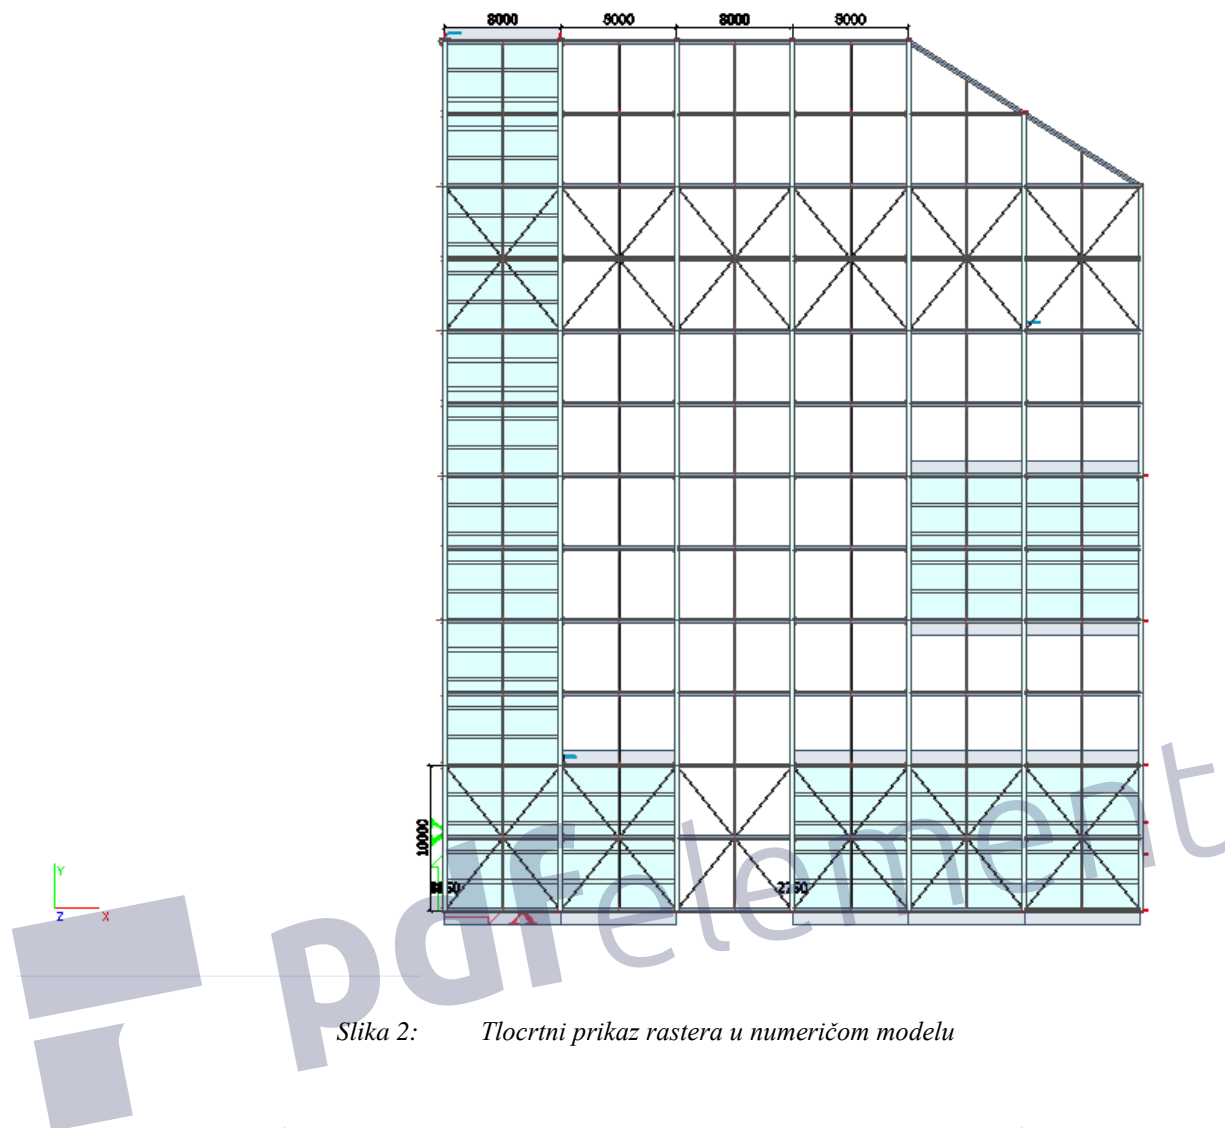 8000 8000 8000 8000
10000
2750
Y
Z X
pdfelement
Slika 2: Tlocrtni prikaz rastera u numeričom modelu